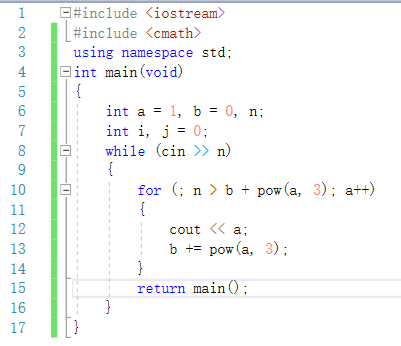 1 #include <iostream>
2 #include <cmath>
3 using namespace std;
4 int main(void)
5 {
6 int a = 1, b = 0, n;
7 int i, j = 0;
8 while (cin >> n)
9 {
10 for (; n > b + pow(a, 3); a++)
11 {
12 cout << a;
13 b += pow(a, 3);
14 }
15 return main();
16 }
17 }